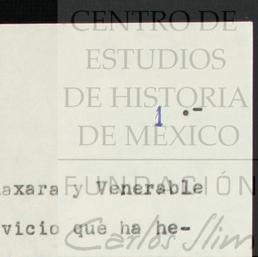 CENTRO DE
ESTUDIOS
DE HISTORIA
1 .-
DE MÉXICO
FUNDACIÓN
axara y Venerable
vicio que ha he-
Carlos Slim